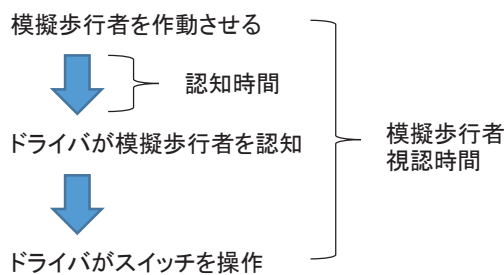 模擬歩行者を作動させる
認知時間
ドライバが模擬歩行者を認知
模擬歩行者
視認時間
ドライバがスイッチを操作